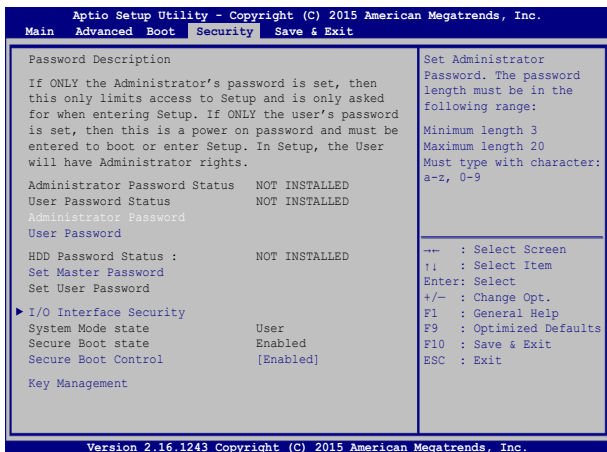 Aptio Setup Utility - Copyright (C) 2015 American Megatrends, Inc.
Main Advanced Boot Security Save & Exit
Password Description
If ONLY the Administrator's password is set, then
this only limits access to Setup and is only asked
for when entering Setup. If ONLY the user's password
is set, then this is a power on password and must be
entered to boot or enter Setup. In Setup, the User
will have Administrator rights.
Administrator Password Status NOT INSTALLED
User Password Status NOT INSTALLED
Administrator Password
User Password
HDD Password Status : NOT INSTALLED
Set Master Password
Set User Password
▶ I/O Interface Security
System Mode state User
Secure Boot state Enabled
Secure Boot Control [Enabled]
Key Management
Set Administrator
Password. The password
length must be in the
following range:
Minimum length 3
Maximum length 20
Must type with character:
a-z, 0-9
→← : Select Screen
↑↓ : Select Item
Enter: Select
+/— : Change Opt.
F1 : General Help
F9 : Optimized Defaults
F10 : Save & Exit
ESC : Exit
Version 2.16.1243 Copyright (C) 2015 American Megatrends, Inc.